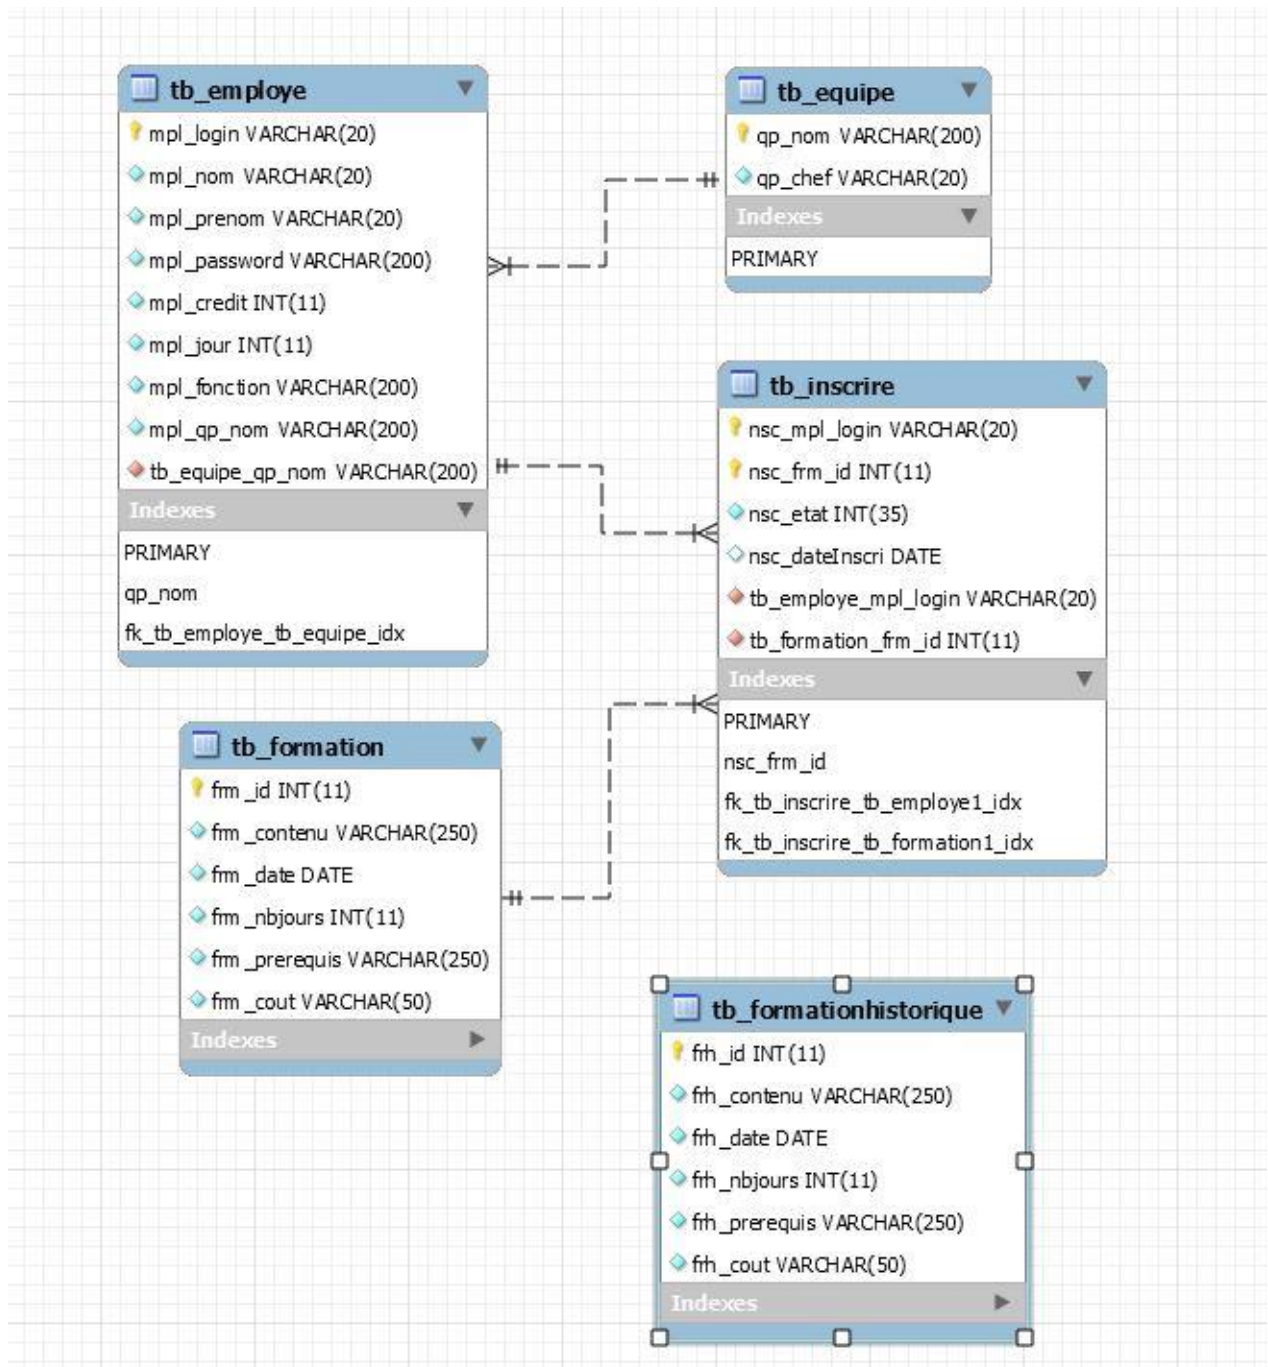 tb_employe
mpl_login VARCHAR(20)
mpl_nom VARCHAR(20)
mpl_prenom VARCHAR(20)
mpl_password VARCHAR(200)
mpl_credit INT(11)
mpl_jour INT(11)
mpl_fonction VARCHAR(200)
mpl_qp_nom VARCHAR(200)
tb_equipe_qp_nom VARCHAR(200)
Indexes
PRIMARY
qp_nom
fk_tb_employe_tb_equipe_idx
tb_equipe
qp_nom VARCHAR(200)
qp_chef VARCHAR(20)
Indexes
PRIMARY
tb_inscrire
nsc_mpl_login VARCHAR(20)
nsc_frm_id INT(11)
nsc_etat INT(35)
nsc_dateInscri DATE
tb_employe_mpl_login VARCHAR(20)
tb_formation_frm_id INT(11)
Indexes
PRIMARY
nsc_frm_id
fk_tb_inscrire_tb_employe1_idx
fk_tb_inscrire_tb_formation1_idx
tb_formation
frm_id INT(11)
frm_contenu VARCHAR(250)
frm_date DATE
frm_nbjours INT(11)
frm_prerequis VARCHAR(250)
frm_cout VARCHAR(50)
Indexes
tb_formationhistorique
frh_id INT(11)
frh_contenu VARCHAR(250)
frh_date DATE
frh_nbjours INT(11)
frh_prerequis VARCHAR(250)
frh_cout VARCHAR(50)
Indexes